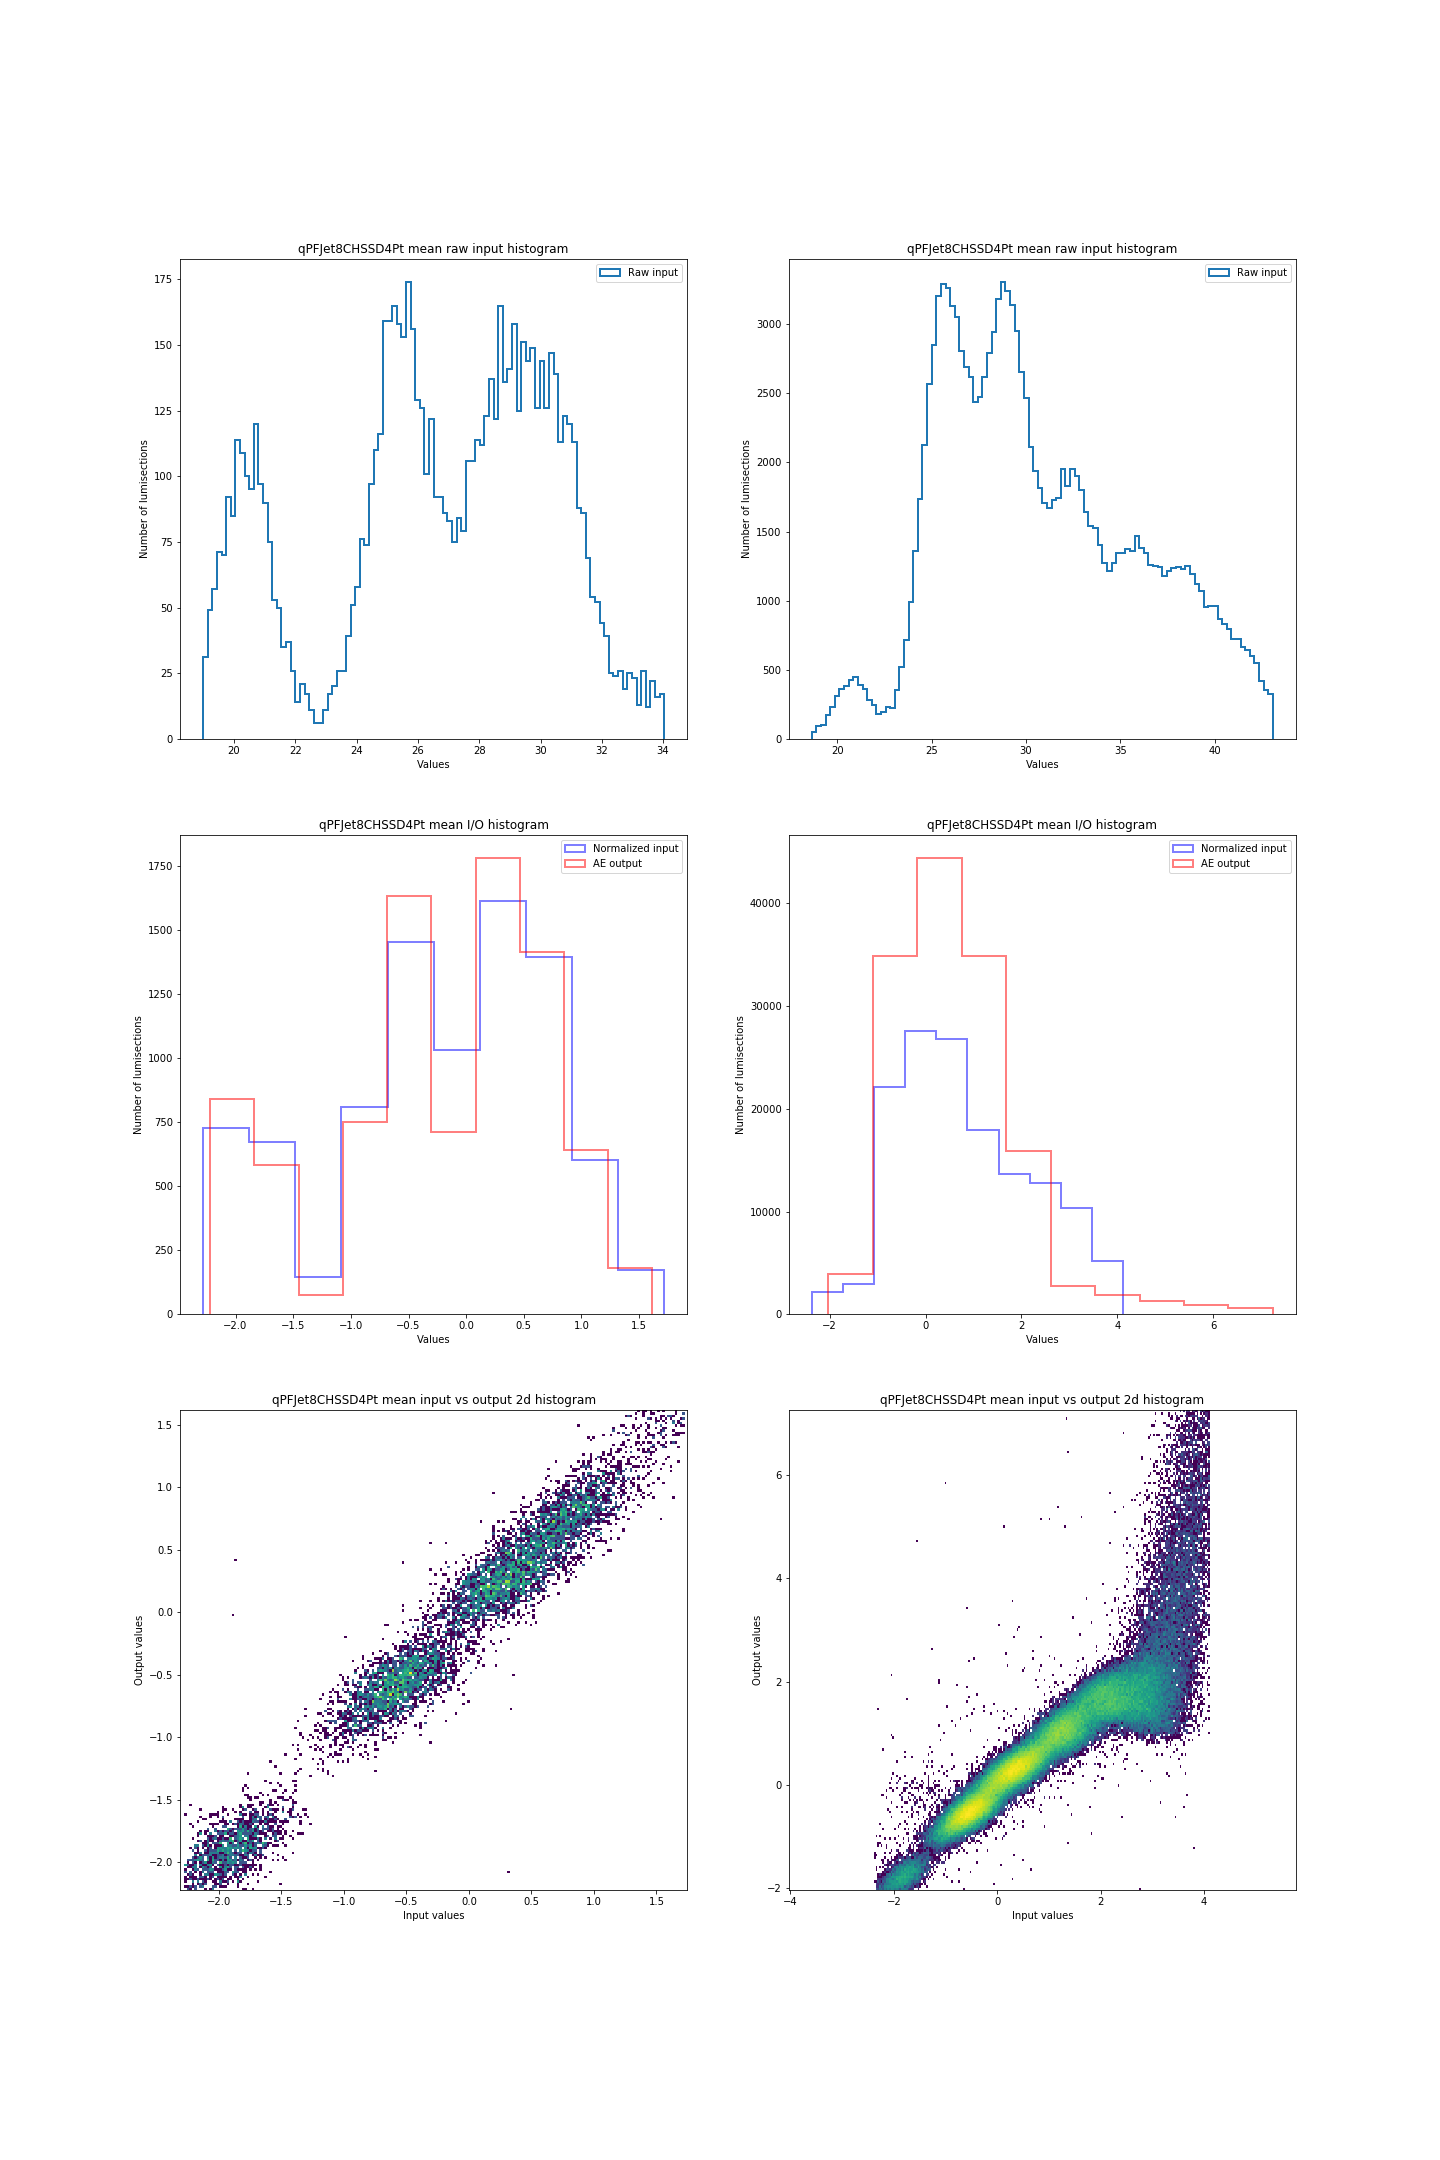 qPFJet8CHSSD4Pt mean raw input histogram
Raw input
Number of lumisections
175
150
125
100
75
50
25
0
20 22 24 26 28 30 32 34
Values
qPFJet8CHSSD4Pt mean raw input histogram
Raw input
Number of lumisections
3000
2500
2000
1500
1000
500
0
20 25 30 35 40
Values
qPFJet8CHSSD4Pt mean I/O histogram
Normalized input
AE output
Number of lumisections
1750
1500
1250
1000
750
500
250
0
−2.0 −1.5 −1.0 −0.5 0.0 0.5 1.0 1.5
Values
qPFJet8CHSSD4Pt mean I/O histogram
Normalized input
AE output
Number of lumisections
40000
30000
20000
10000
0
−2 0 2 4 6
Values
qPFJet8CHSSD4Pt mean input vs output 2d histogram
Output values
1.5
1.0
0.5
0.0
−0.5
−1.0
−1.5
−2.0
−2.0 −1.5 −1.0 −0.5 0.0 0.5 1.0 1.5
Input values
qPFJet8CHSSD4Pt mean input vs output 2d histogram
Output values
6
4
2
0
−2
−4 −2 0 2 4
Input values